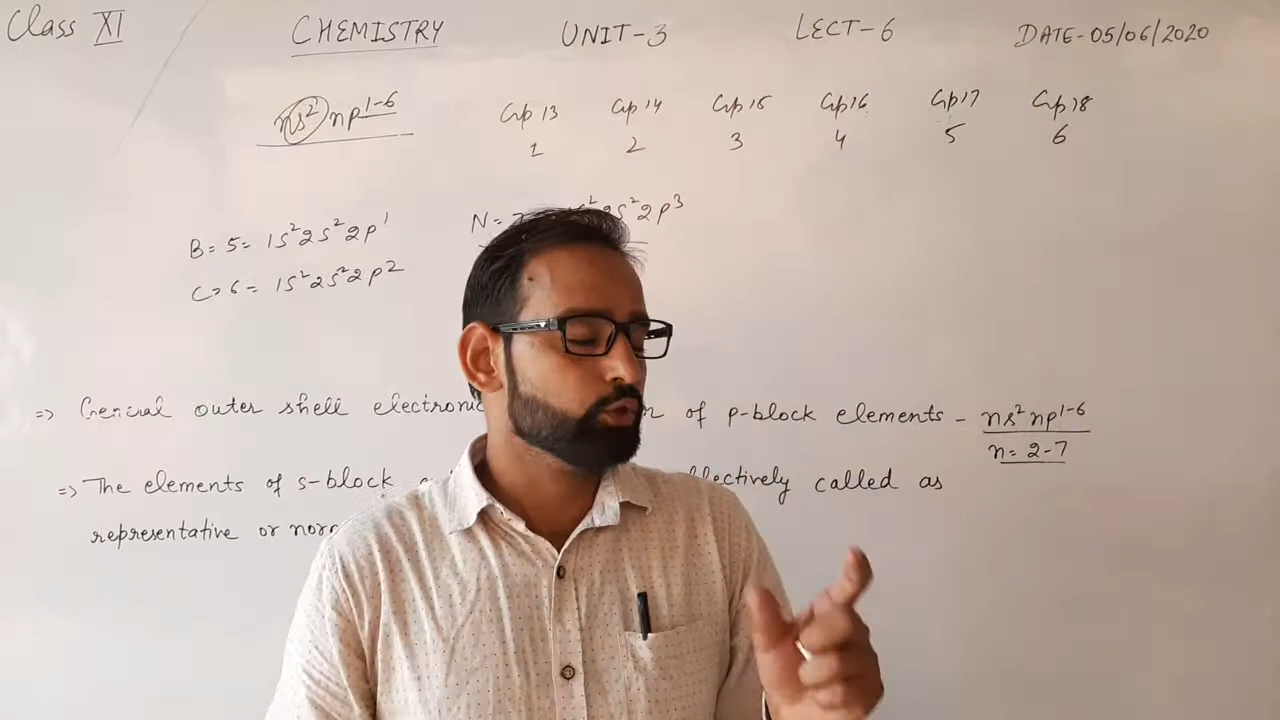 Class XI CHEMISTRY UNIT-3 LECT-6 DATE-05/06/2020
ns² np¹⁻⁶ Gp 13 Gp 14 Gp 15 Gp 16 Gp 17 Gp 18
1 2 3 4 5 6
B = 5 = 1s² 2s² 2p¹ N = 2s² 2p³
C > 6 = 1s² 2s² 2p²
⇒ General outer shell electronic of p-block elements - ns² np¹⁻⁶
n = 2-7
⇒ The elements of s-block called as
representative or